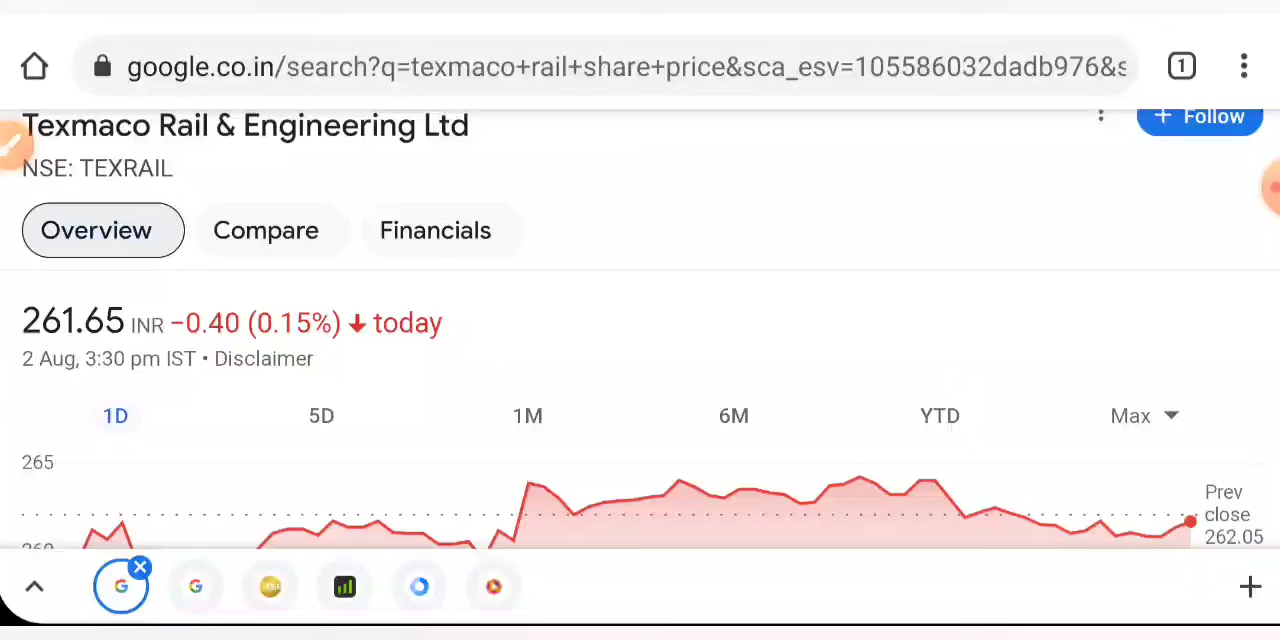 google.co.in/search?q=texmaco+rail+share+price&sca_esv=105586032dadb976&s
1
Texmaco Rail & Engineering Ltd
+ Follow
NSE: TEXRAIL
Overview
Compare
Financials
261.65 INR −0.40 (0.15%) ↓ today
2 Aug, 3:30 pm IST • Disclaimer
1D
5D
1M
6M
YTD
Max
265
Prev
close
262.05
260